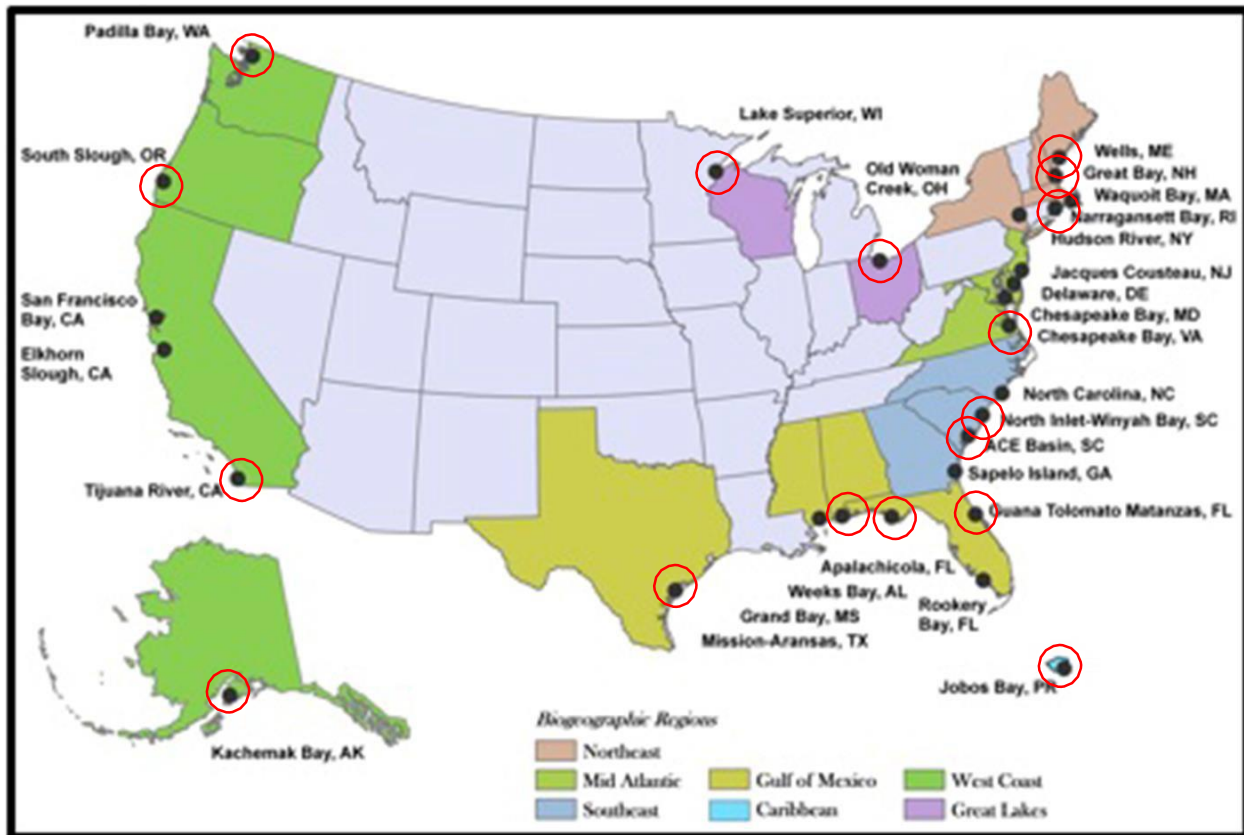 Padilla Bay, WA
Lake Superior, WI
South Slough, OR
Old Woman
Creek, OH
Wells, ME
Great Bay, NH
Waquoit Bay, MA
Narragansett Bay, RI
Hudson River, NY
Jacques Cousteau, NJ
Delaware, DE
Chesapeake Bay, MD
Chesapeake Bay, VA
San Francisco
Bay, CA
Elkhorn
Slough, CA
North Carolina, NC
North Inlet-Winyah Bay, SC
ACE Basin, SC
Sapelo Island, GA
Tijuana River, CA
Guana Tolomato Matanzas, FL
Apalachicola, FL
Weeks Bay, AL
Grand Bay, MS
Mission-Aransas, TX
Rookery
Bay, FL
Jobos Bay, PR
Kachemak Bay, AK
Biogeographic Regions
Northeast
Mid Atlantic
Gulf of Mexico
West Coast
Southeast
Caribbean
Great Lakes